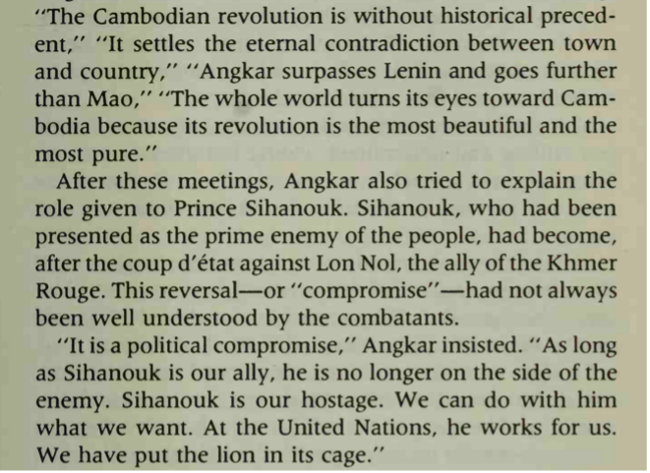 "The Cambodian revolution is without historical preced-
ent," "It settles the eternal contradiction between town
and country," "Angkar surpasses Lenin and goes further
than Mao," "The whole world turns its eyes toward Cam-
bodia because its revolution is the most beautiful and the
most pure."
After these meetings, Angkar also tried to explain the
role given to Prince Sihanouk. Sihanouk, who had been
presented as the prime enemy of the people, had become,
after the coup d'état against Lon Nol, the ally of the Khmer
Rouge. This reversal—or "compromise"—had not always
been well understood by the combatants.
"It is a political compromise," Angkar insisted. "As long
as Sihanouk is our ally, he is no longer on the side of the
enemy. Sihanouk is our hostage. We can do with him
what we want. At the United Nations, he works for us.
We have put the lion in its cage."